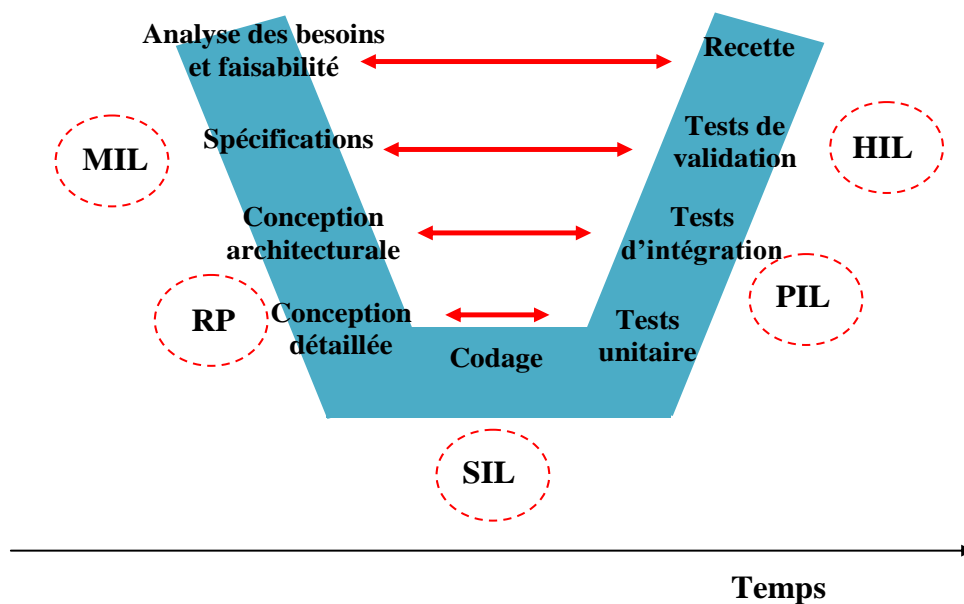 Analyse des besoins
et faisabilité
Recette
MIL
Spécifications
Tests de
validation
HIL
Conception
architecturale
Tests
d'intégration
RP
Conception
détaillée
Codage
Tests
unitaire
PIL
SIL
Temps